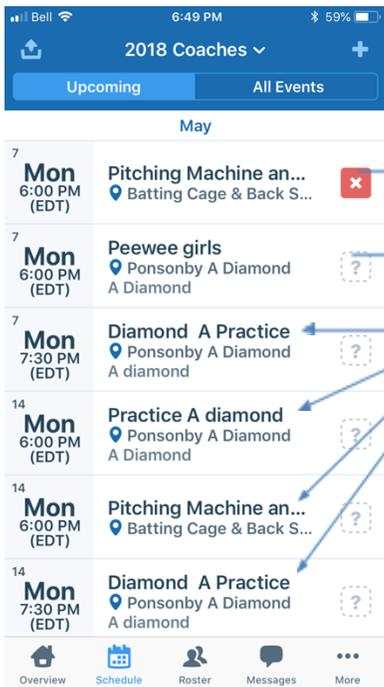 Bell 6:49 PM 59%
2018 Coaches
Upcoming All Events
May
7
Mon
6:00 PM
(EDT)
Pitching Machine an...
Batting Cage & Back S...
7
Mon
6:00 PM
(EDT)
Peewee girls
Ponsonby A Diamond
A Diamond
?
7
Mon
7:30 PM
(EDT)
Diamond A Practice
Ponsonby A Diamond
A diamond
?
14
Mon
6:00 PM
(EDT)
Practice A diamond
Ponsonby A Diamond
A Diamond
?
14
Mon
6:00 PM
(EDT)
Pitching Machine an...
Batting Cage & Back S...
?
14
Mon
7:30 PM
(EDT)
Diamond A Practice
Ponsonby A Diamond
A diamond
?
Overview Schedule Roster Messages More